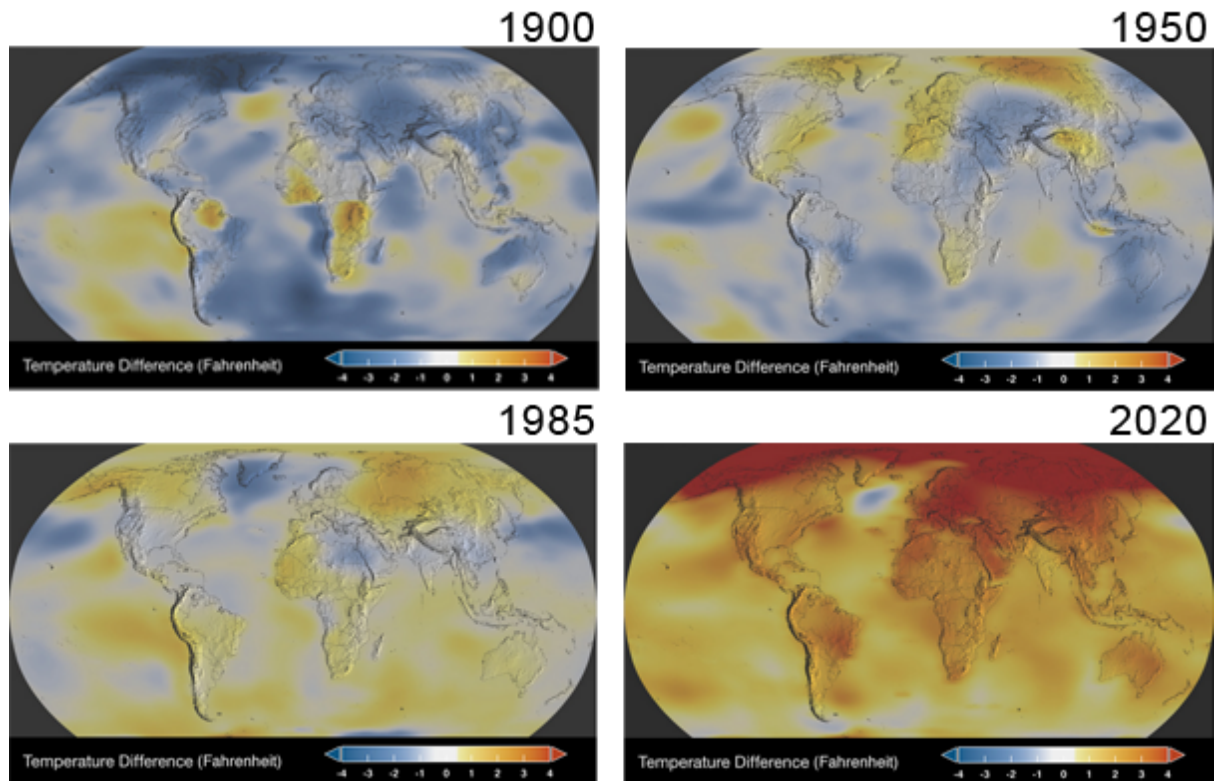 1900
1950
Temperature Difference (Fahrenheit)
-4 -3 -2 -1 0 1 2 3 4
Temperature Difference (Fahrenheit)
-4 -3 -2 -1 0 1 2 3 4
1985
2020
Temperature Difference (Fahrenheit)
-4 -3 -2 -1 0 1 2 3 4
Temperature Difference (Fahrenheit)
-4 -3 -2 -1 0 1 2 3 4